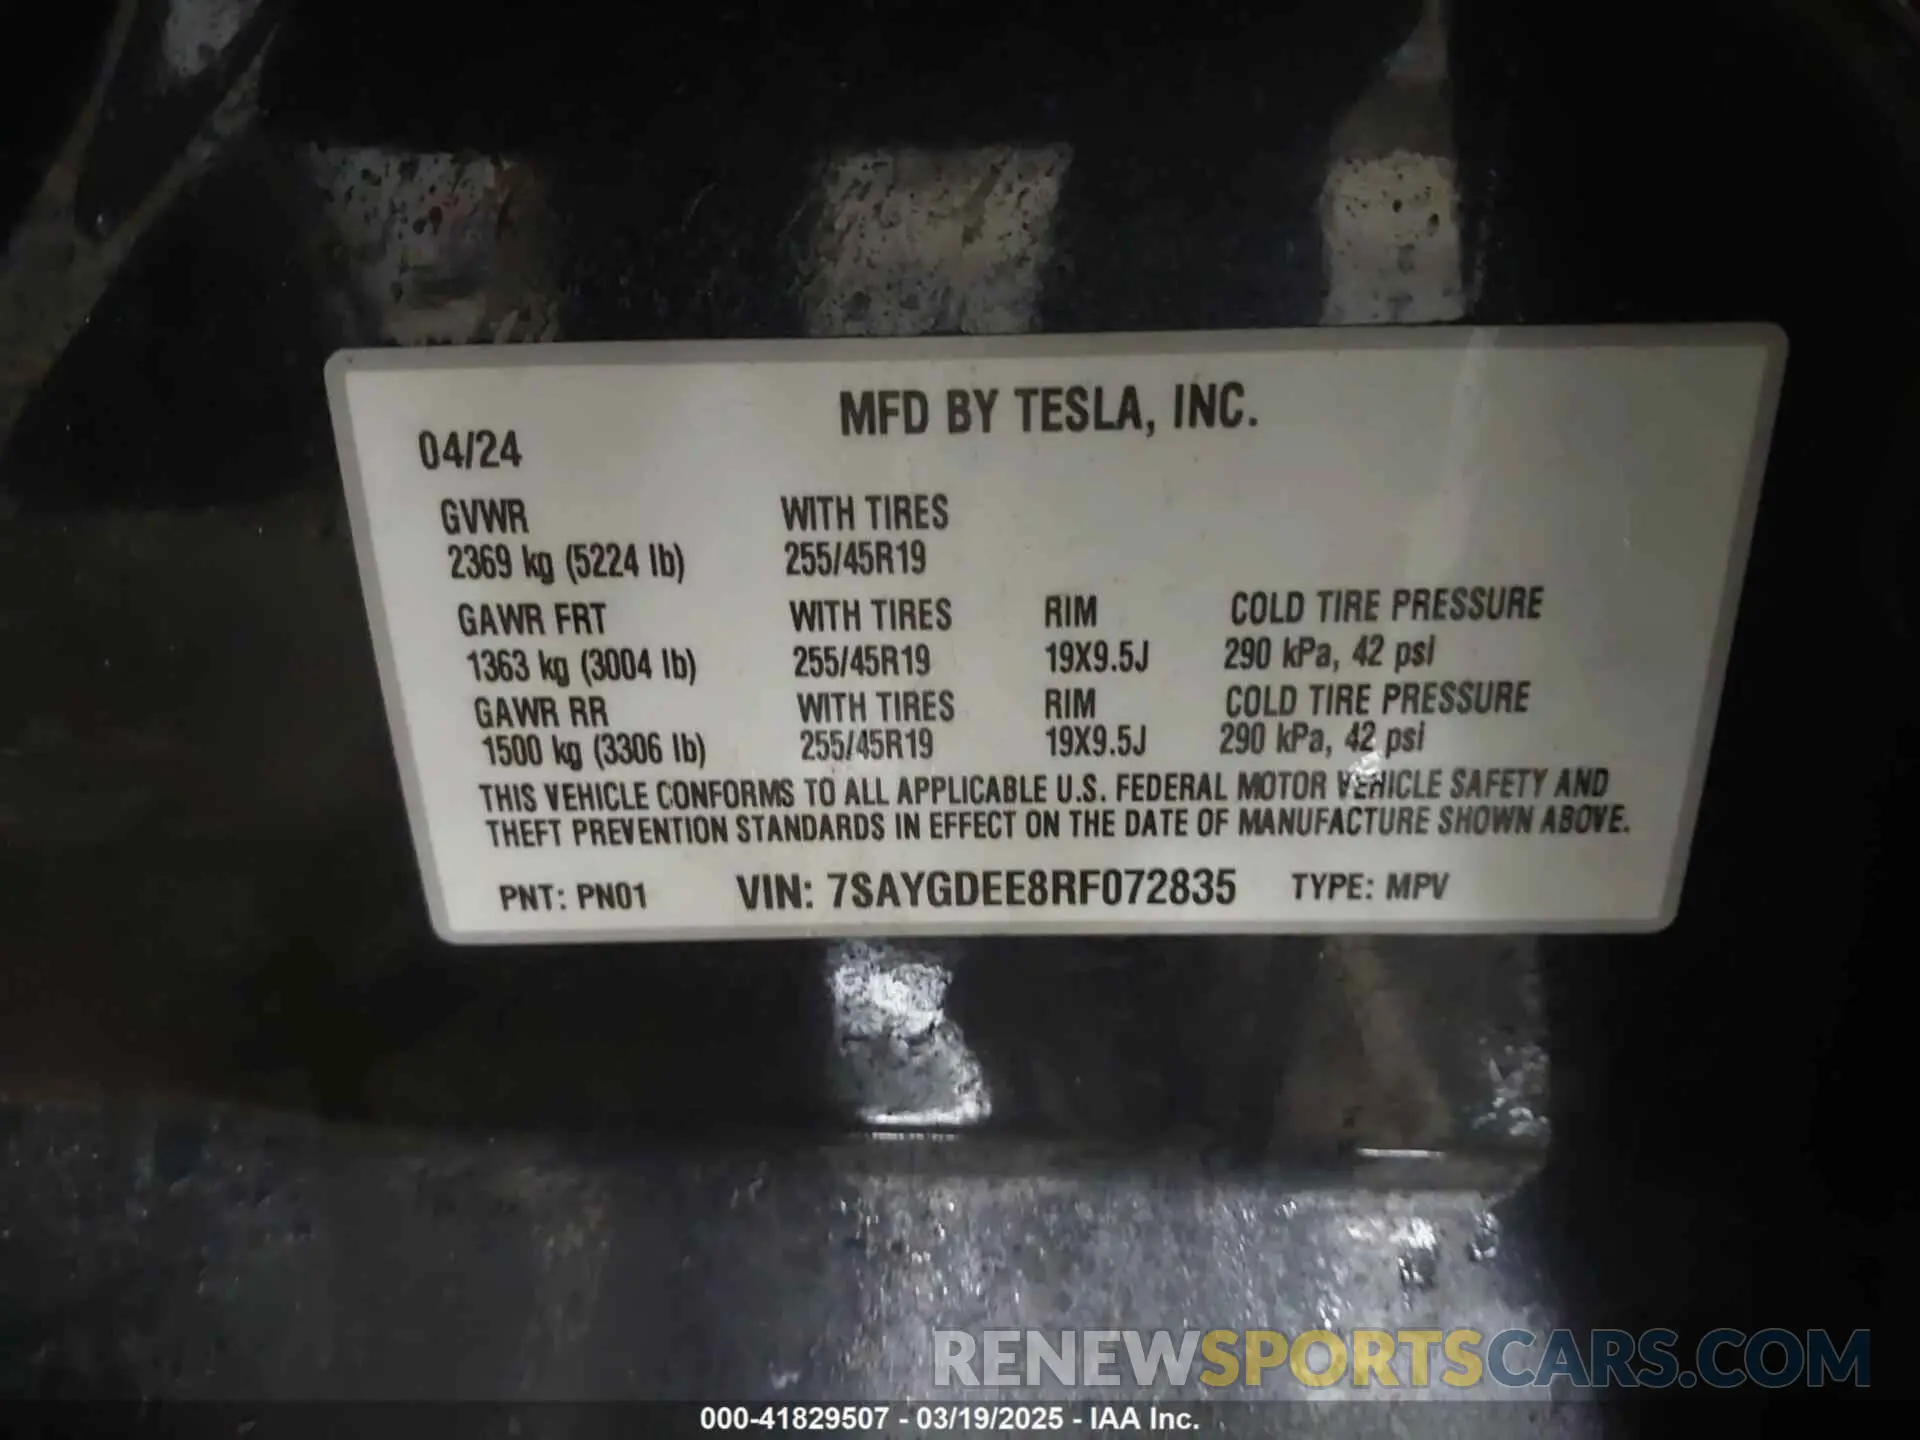 MFD BY TESLA, INC.
04/24
GVWR WITH TIRES
2369 kg (5224 lb) 255/45R19
GAWR FRT WITH TIRES RIM COLD TIRE PRESSURE
1363 kg (3004 lb) 255/45R19 19X9.5J 290 kPa, 42 psi
GAWR RR WITH TIRES RIM COLD TIRE PRESSURE
1500 kg (3306 lb) 255/45R19 19X9.5J 290 kPa, 42 psi
THIS VEHICLE CONFORMS TO ALL APPLICABLE U.S. FEDERAL MOTOR VEHICLE SAFETY AND
THEFT PREVENTION STANDARDS IN EFFECT ON THE DATE OF MANUFACTURE SHOWN ABOVE.
PNT: PN01 VIN: 7SAYGDEE8RF072835 TYPE: MPV
RENEWSPORTSCARS.COM
000-41829507 - 03/19/2025 - IAA Inc.